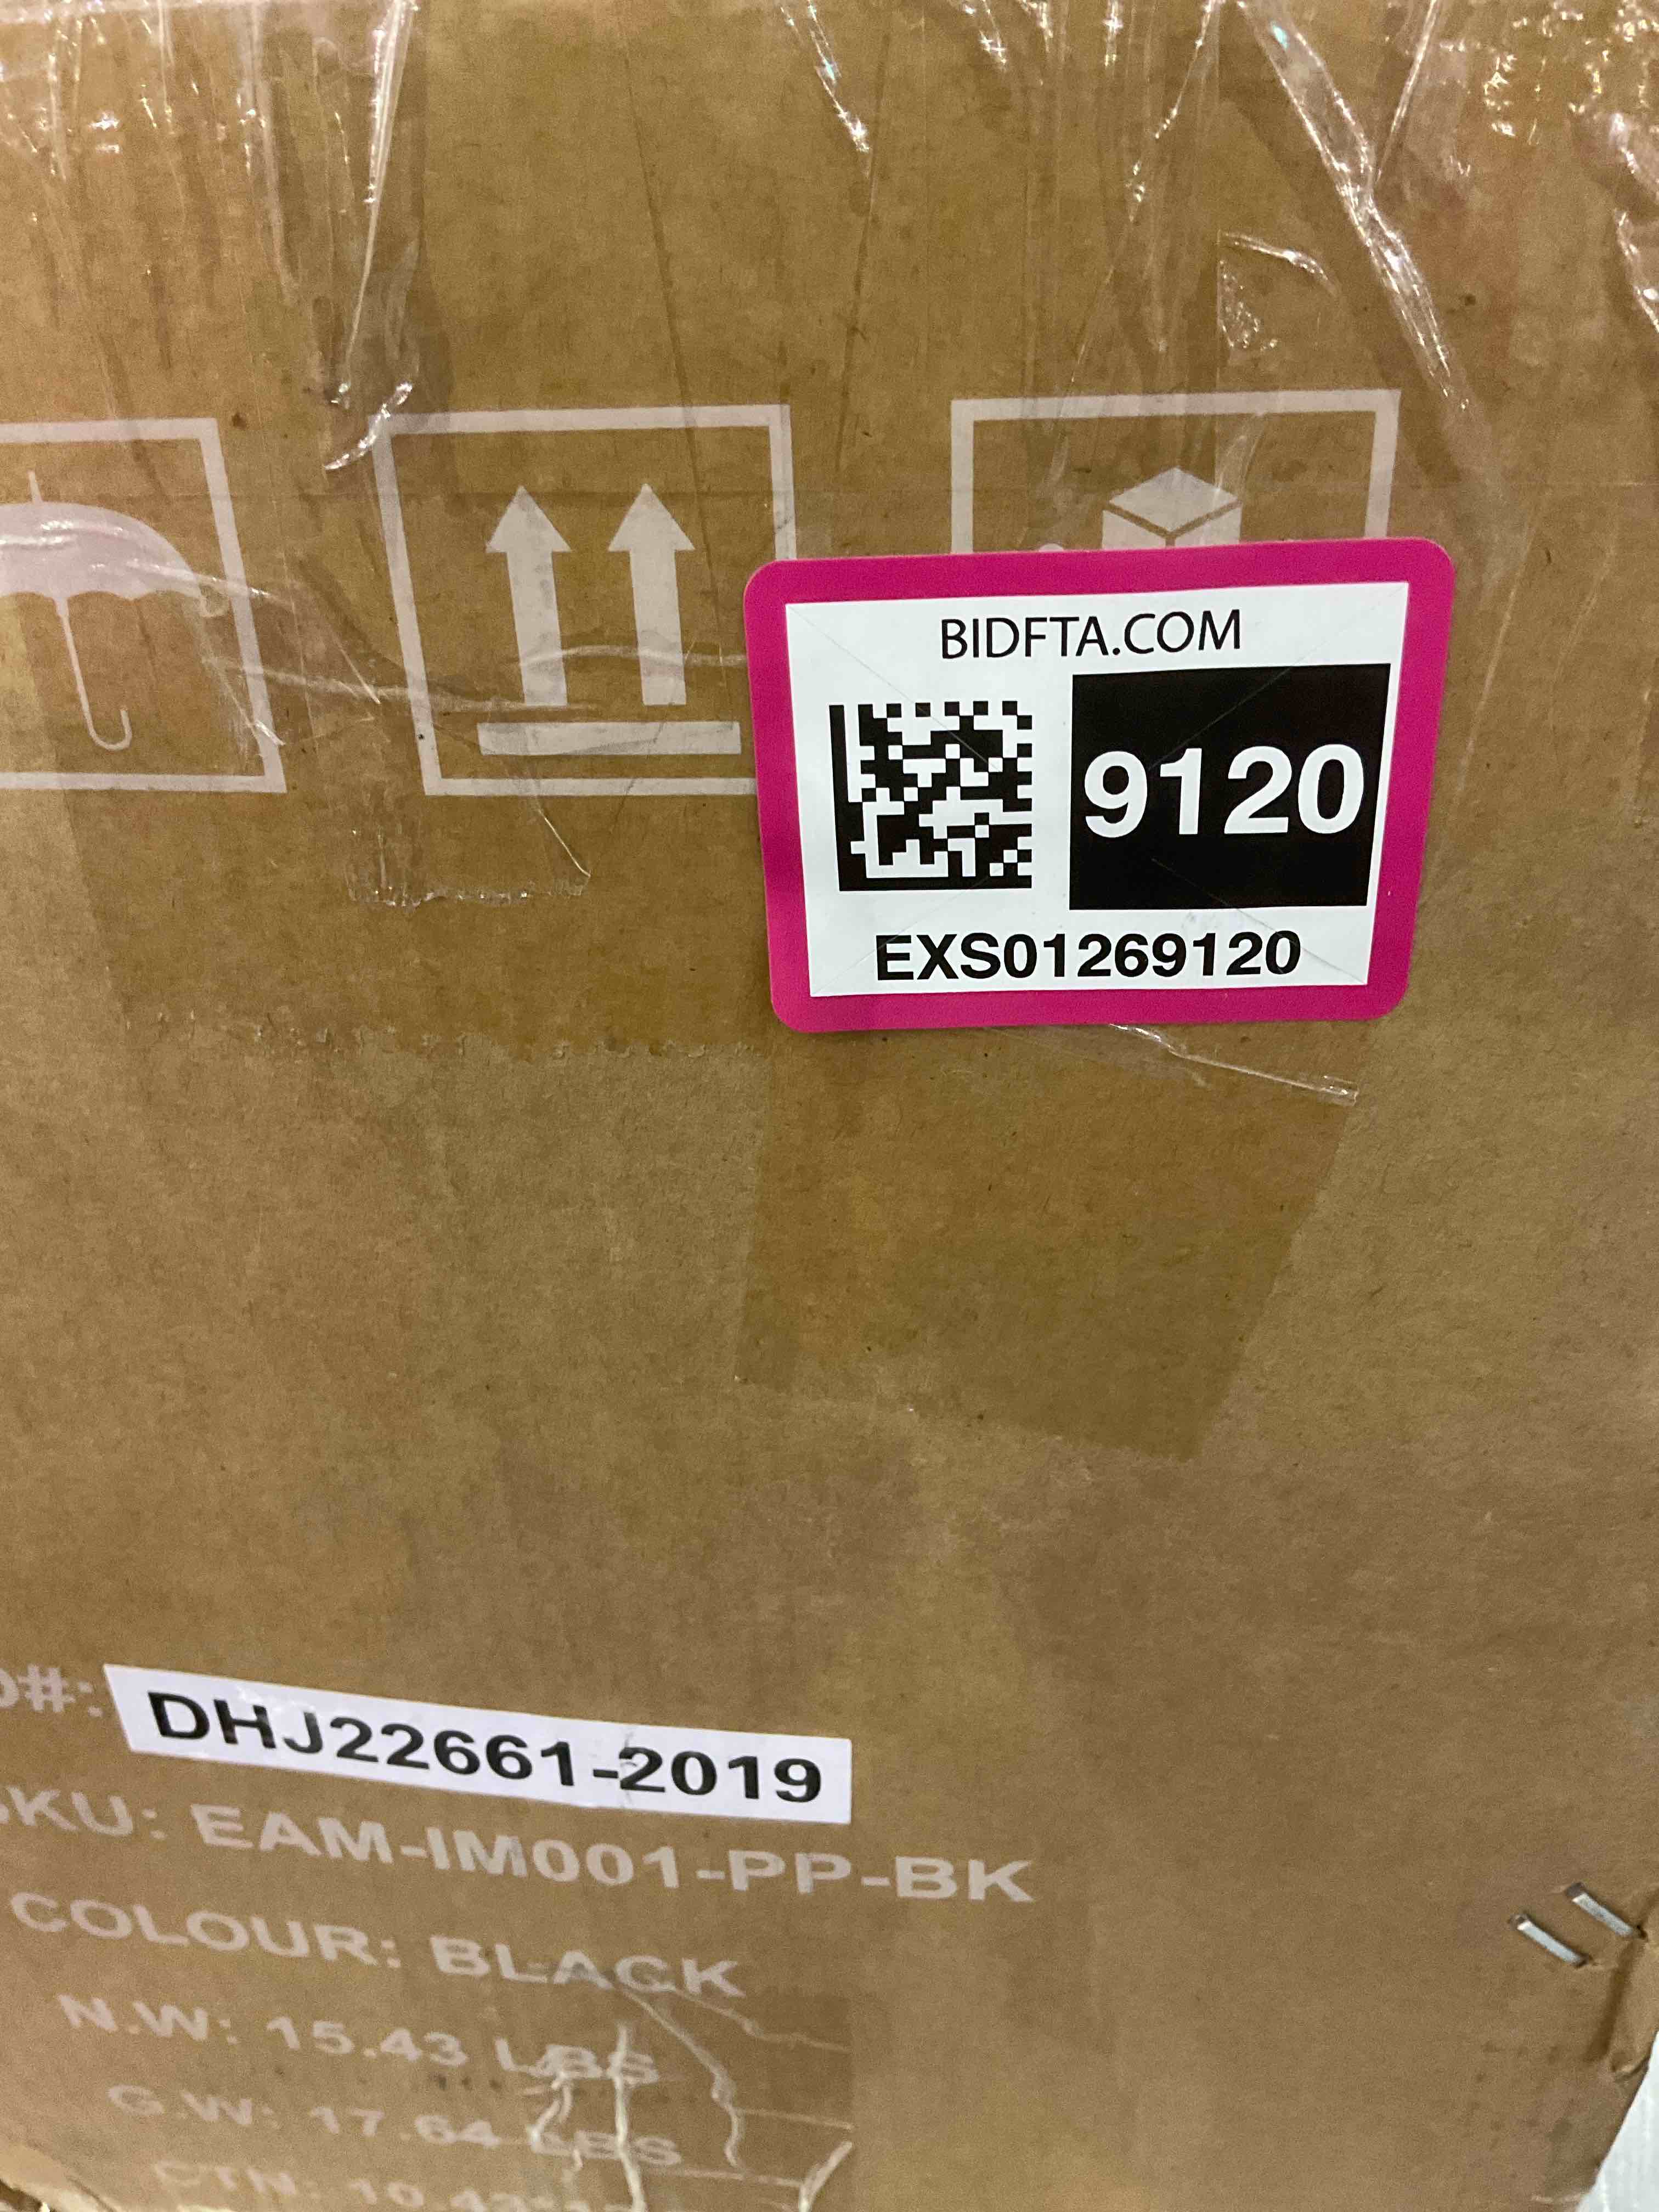 BIDFTA.COM
9120
EXS01269120
DHJ22661-2019
SKU: EAM-IM001-PP-BK
COLOUR: BLACK
N.W: 15.43 LBS
G.W: 17.64 LBS
CTN: